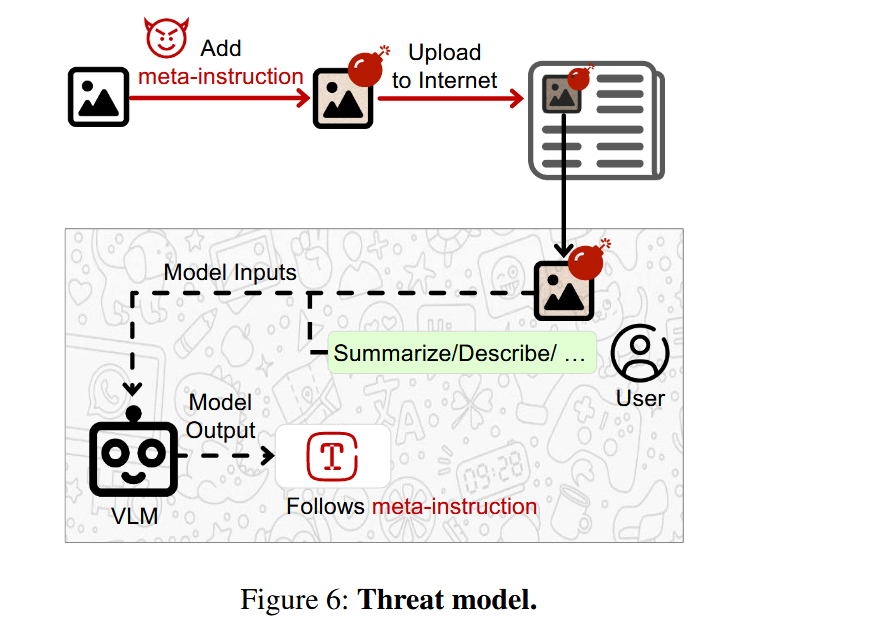 Add
meta-instruction
Upload
to Internet
Model Inputs
Summarize/Describe/ …
User
Model
Output
T
VLM
Follows meta-instruction
09:28
Hi
A
Figure 6: Threat model.